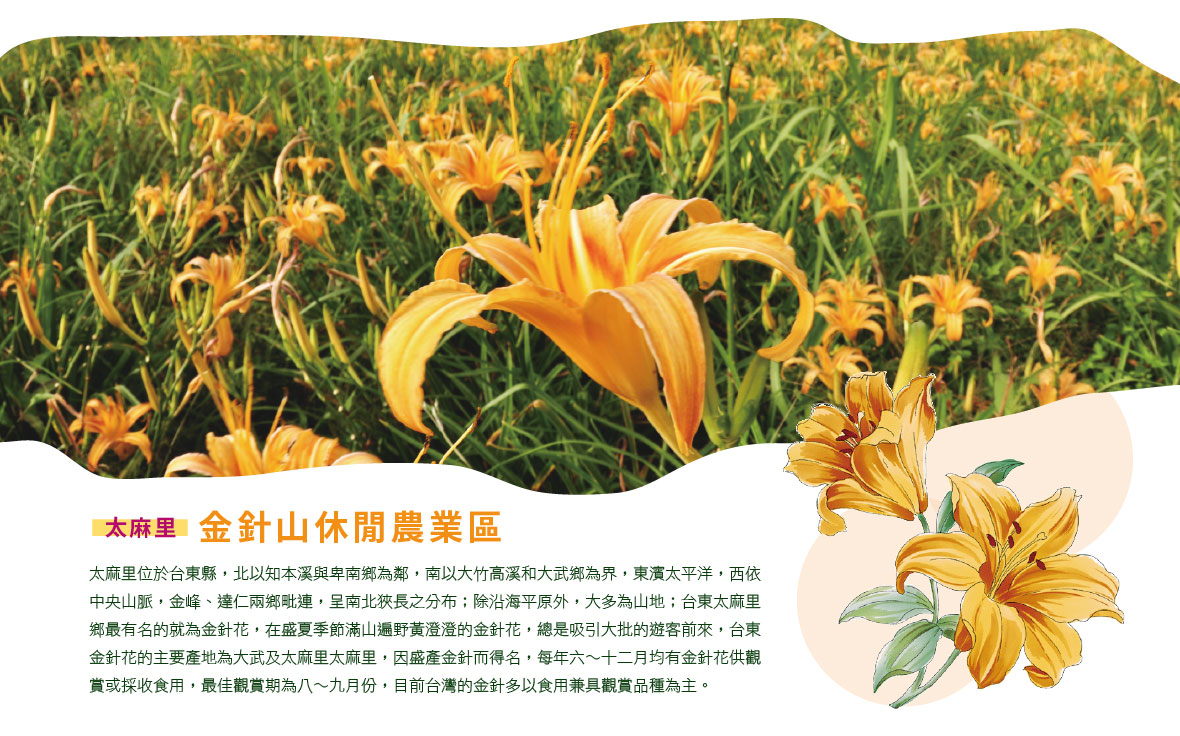 太麻里 金針山休閒農業區
太麻里位於台東縣，北以知本溪與卑南鄉為鄰，南以大竹高溪和大武鄉為界，東濱太平洋，西依
中央山脈，金峰、達仁兩鄉毗連，呈南北狹長之分布；除沿海平原外，大多為山地；台東太麻里
鄉最有名的就為金針花，在盛夏季節滿山遍野黃澄澄的金針花，總是吸引大批的遊客前來，台東
金針花的主要產地為大武及太麻里太麻里，因盛產金針而得名，每年六～十二月均有金針花供觀
賞或採收食用，最佳觀賞期為八～九月份，目前台灣的金針多以食用兼具觀賞品種為主。